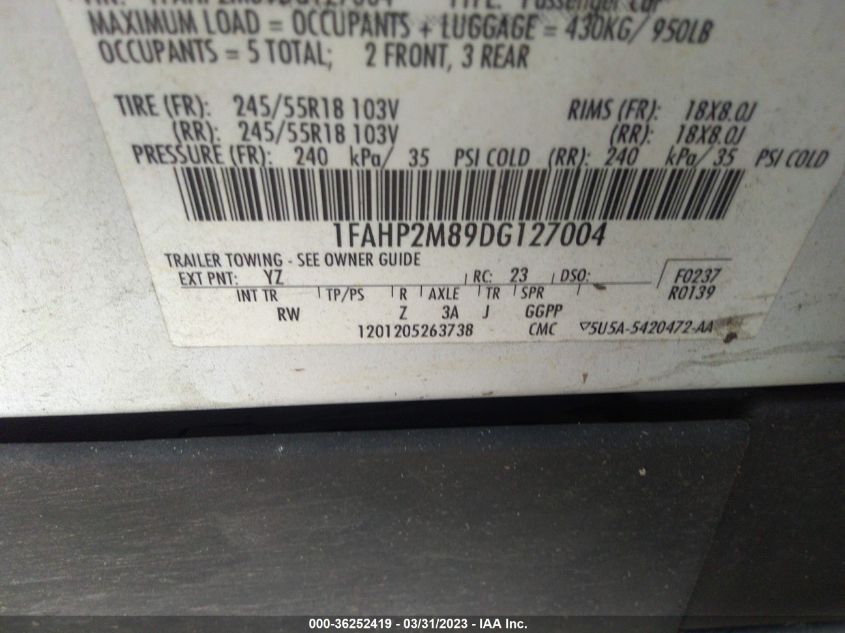 1FAHP2M89DG127004 TYPE: Passenger Car
MAXIMUM LOAD = OCCUPANTS + LUGGAGE = 430KG/ 950LB
OCCUPANTS = 5 TOTAL; 2 FRONT, 3 REAR
TIRE (FR): 245/55R18 103V RIMS (FR): 18X8.0J
(RR): 245/55R18 103V (RR): 18X8.0J
PRESSURE (FR): 240 kPa/ 35 PSI COLD (RR): 240 kPa/ 35 PSI COLD
1FAHP2M89DG127004
TRAILER TOWING - SEE OWNER GUIDE
EXT PNT: YZ RC: 23 DSO: F0237
INT TR TP/PS R AXLE TR SPR R0139
RW Z 3A J GGPP
1201205263738 CMC 5U5A-5420472-AA
000-36252419 - 03/31/2023 - IAA Inc.